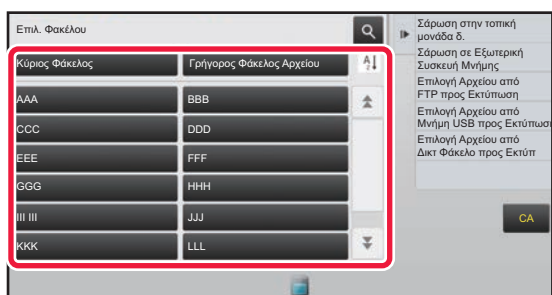 Επιλ. Φακέλου
Κύριος Φάκελος
Γρήγορος Φάκελος Αρχείου
AAA
BBB
CCC
DDD
EEE
FFF
GGG
HHH
III III
JJJ
KKK
LLL
Σάρωση στην τοπική
μονάδα δ.
Σάρωση σε Εξωτερική
Συσκευή Μνήμης
Επιλογή Αρχείου από
FTP προς Εκτύπωση
Επιλογή Αρχείου από
Μνήμη USB προς Εκτύπωσι
Επιλογή Αρχείου από
Δικτ Φάκελο προς Εκτύπ
CA